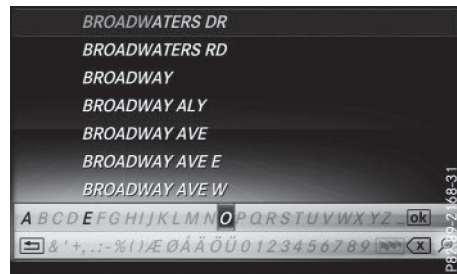 BROADWATERS DR
BROADWATERS RD
BROADWAY
BROADWAY ALY
BROADWAY AVE
BROADWAY AVE E
BROADWAY AVE W
A B C D E F G H I J K L M N O P Q R S T U V W X Y Z _ ok
& ' + , . : - % ( ) Æ Ø Å Ä Ö Ü 0 1 2 3 4 5 6 7 8 9
P82.89-2168-31